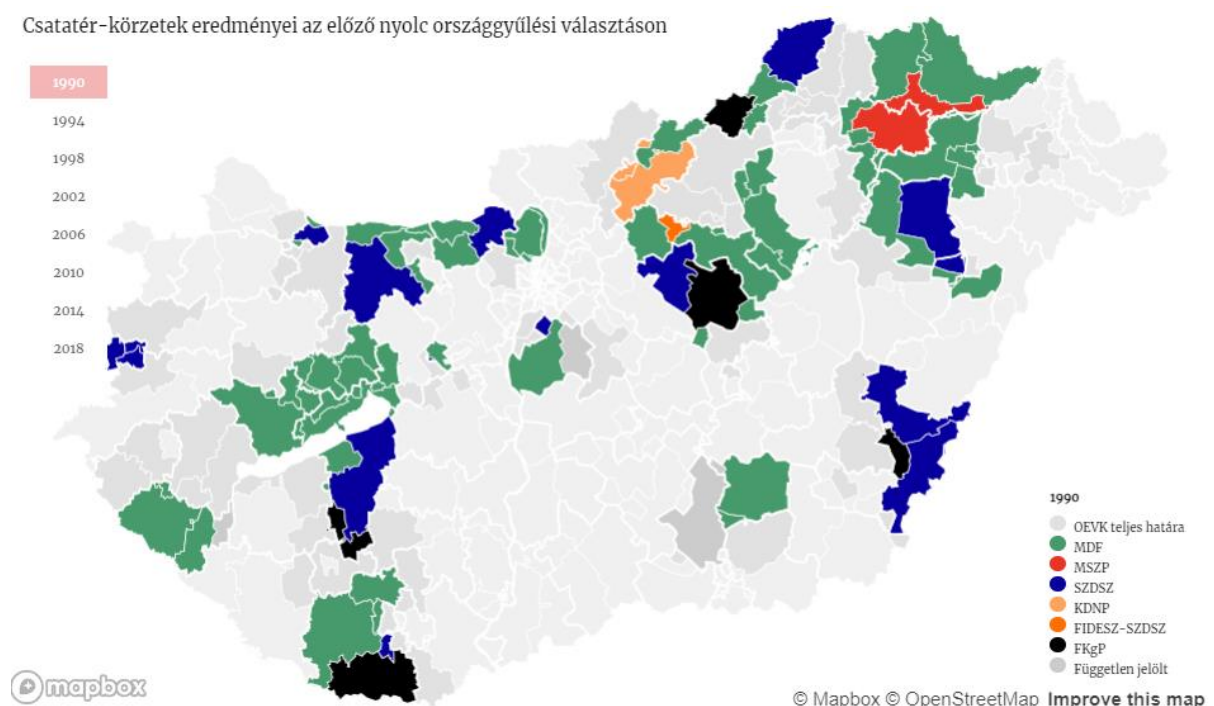 Csatatér-körzetek eredményei az előző nyolc országgyűlési választáson
1990
1994
1998
2002
2006
2010
2014
2018
1990
OEVK teljes határa
MDF
MSZP
SZDSZ
KDNP
FIDESZ-SZDSZ
FKgP
Független jelölt
mapbox
© Mapbox © OpenStreetMap Improve this map